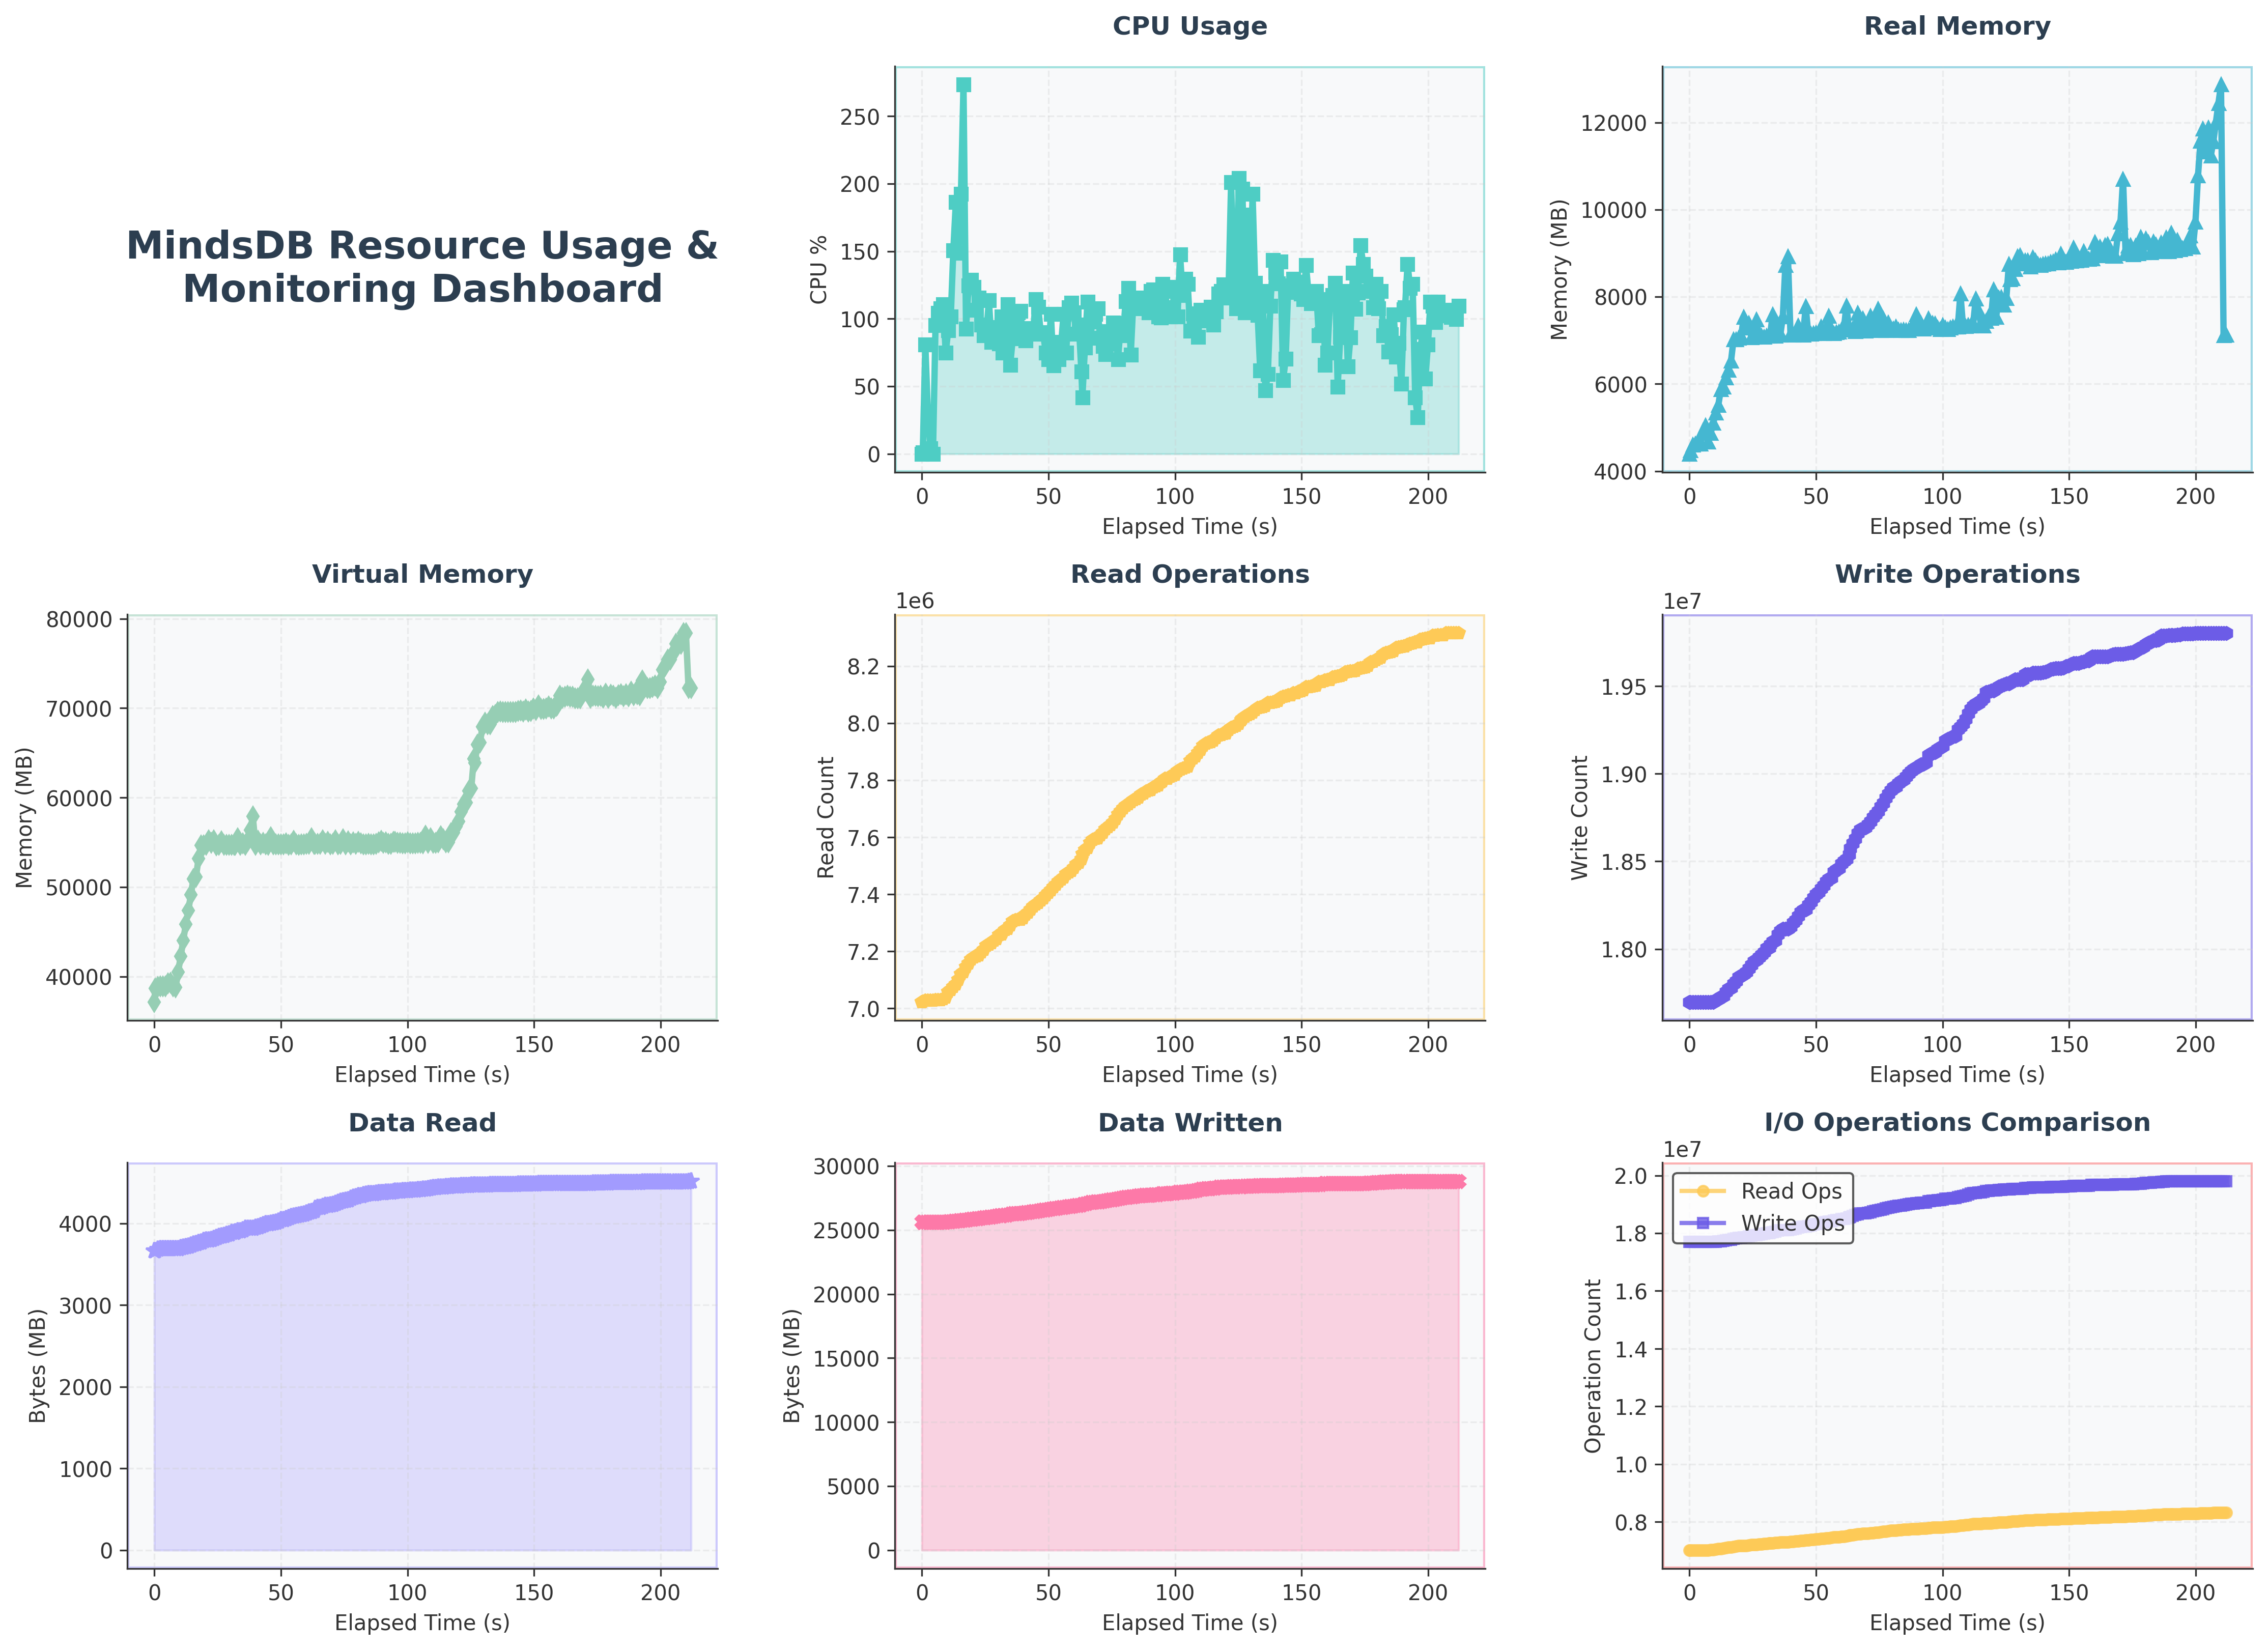 MindsDB Resource Usage &
Monitoring Dashboard
CPU Usage
CPU %
250
200
150
100
50
0
0 50 100 150 200
Elapsed Time (s)
Real Memory
Memory (MB)
12000
10000
8000
6000
4000
0 50 100 150 200
Elapsed Time (s)
Virtual Memory
Memory (MB)
80000
70000
60000
50000
40000
0 50 100 150 200
Elapsed Time (s)
Read Operations
1e6
Read Count
8.2
8.0
7.8
7.6
7.4
7.2
7.0
0 50 100 150 200
Elapsed Time (s)
Write Operations
1e7
Write Count
1.95
1.90
1.85
1.80
0 50 100 150 200
Elapsed Time (s)
Data Read
Bytes (MB)
4000
3000
2000
1000
0
0 50 100 150 200
Elapsed Time (s)
Data Written
Bytes (MB)
30000
25000
20000
15000
10000
5000
0
0 50 100 150 200
Elapsed Time (s)
I/O Operations Comparison
1e7
Read Ops
Write Ops
Operation Count
2.0
1.8
1.6
1.4
1.2
1.0
0.8
0 50 100 150 200
Elapsed Time (s)